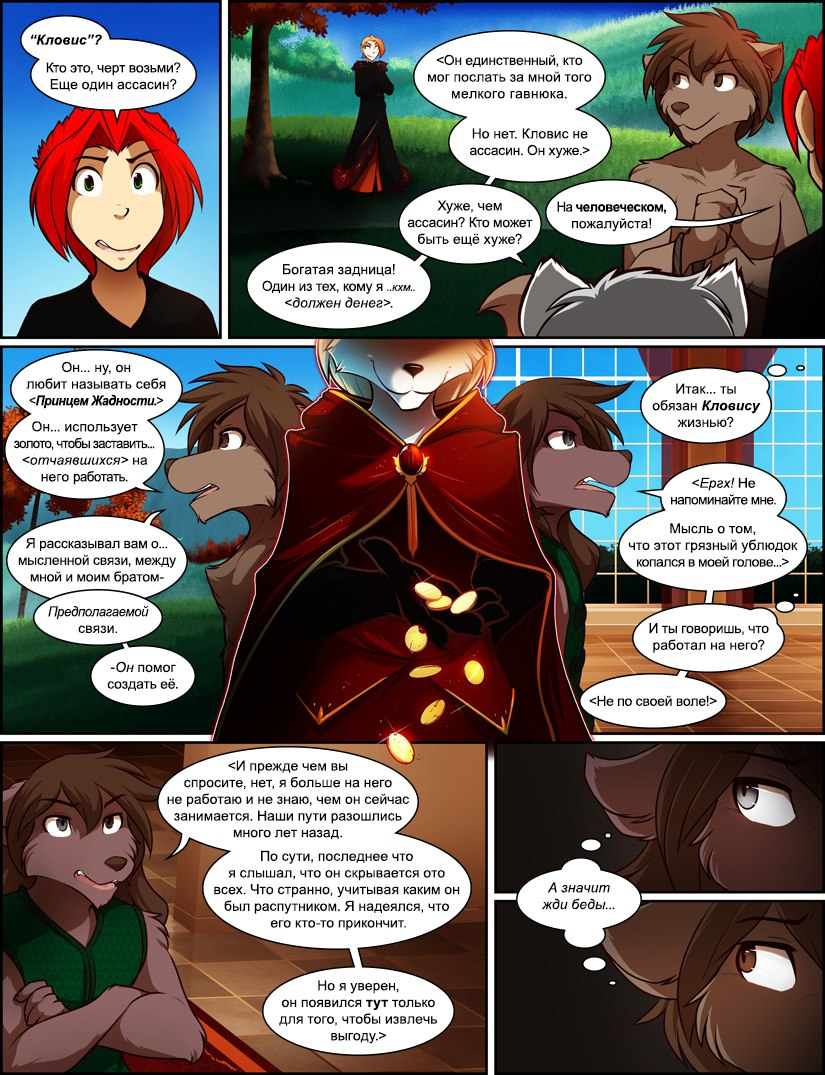 “Кловис”?
Кто это, черт возьми?
Еще один ассасин?
<Он единственный, кто
мог послать за мной того
мелкого гавнюка.
Но нет. Кловис не
ассасин. Он хуже.>
На человеческом,
пожалуйста!
Хуже, чем
ассасин? Кто может
быть ещё хуже?
Богатая задница!
Один из тех, кому я ..кхм..
<должен денег>.
Он... ну, он
любит называть себя
<Принцем Жадности.>
Он... использует
золото, чтобы заставить...
<отчаявшихся> на
него работать.
Я рассказывал вам о...
мысленной связи, между
мной и моим братом-
Предполагаемой
связи.
-Он помог
создать её.
Итак... ты
обязан Кловису
жизнью?
<Ергх! Не
напоминайте мне.
Мысль о том,
что этот грязный ублюдок
копался в моей голове...>
И ты говоришь, что
работал на него?
<Не по своей воле!>
<И прежде чем вы
спросите, нет, я больше на него
не работаю и не знаю, чем он сейчас
занимается. Наши пути разошлись
много лет назад.
По сути, последнее что
я слышал, что он скрывается ото
всех. Что странно, учитывая каким он
был распутником. Я надеялся, что
его кто-то прикончит.
Но я уверен,
он появился тут только
для того, чтобы извлечь
выгоду.>
А значит
жди беды...